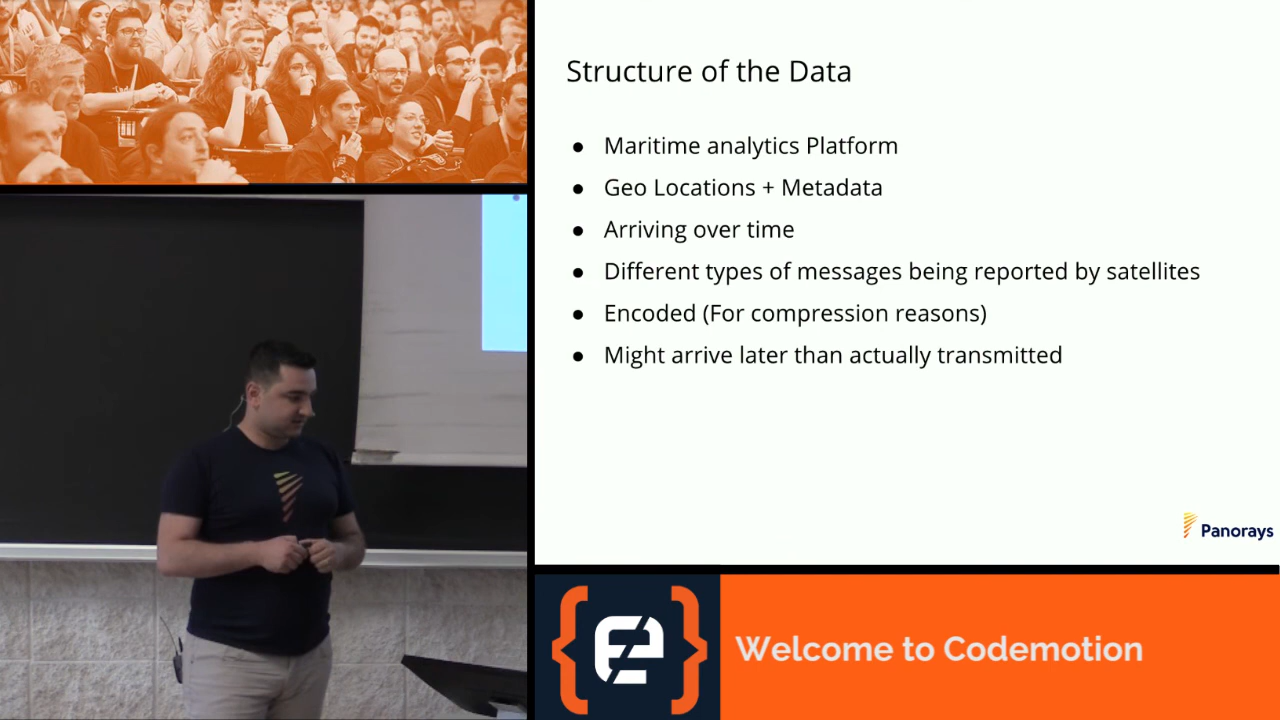 Structure of the Data
● Maritime analytics Platform
● Geo Locations + Metadata
● Arriving over time
● Different types of messages being reported by satellites
● Encoded (For compression reasons)
● Might arrive later than actually transmitted
Panorays
Welcome to Codemotion